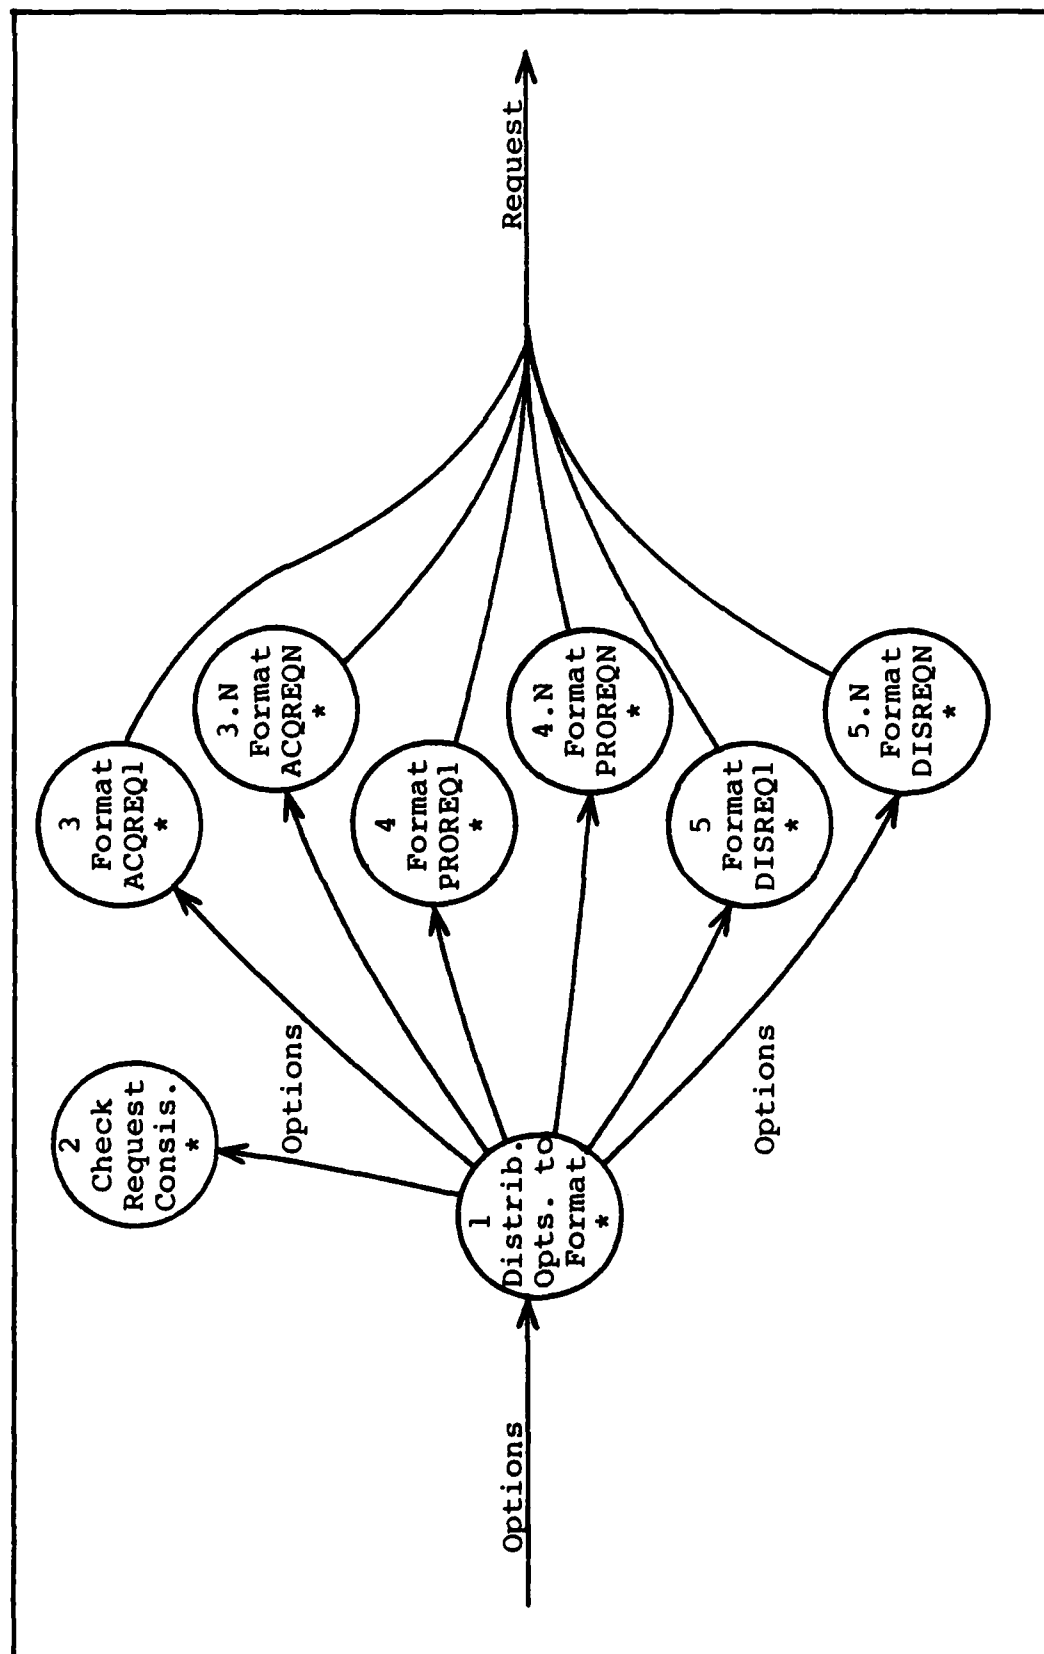 Options
1
Distrib.
Opts. to
Format
*
2
Check
Request
Consis.
*
Options
Options
3
Format
ACQREQ1
*
3.N
Format
ACQREQN
*
4
Format
PROREQ1
*
4.N
Format
PROREQN
*
5
Format
DISREQ1
*
5.N
Format
DISREQN
*
Request